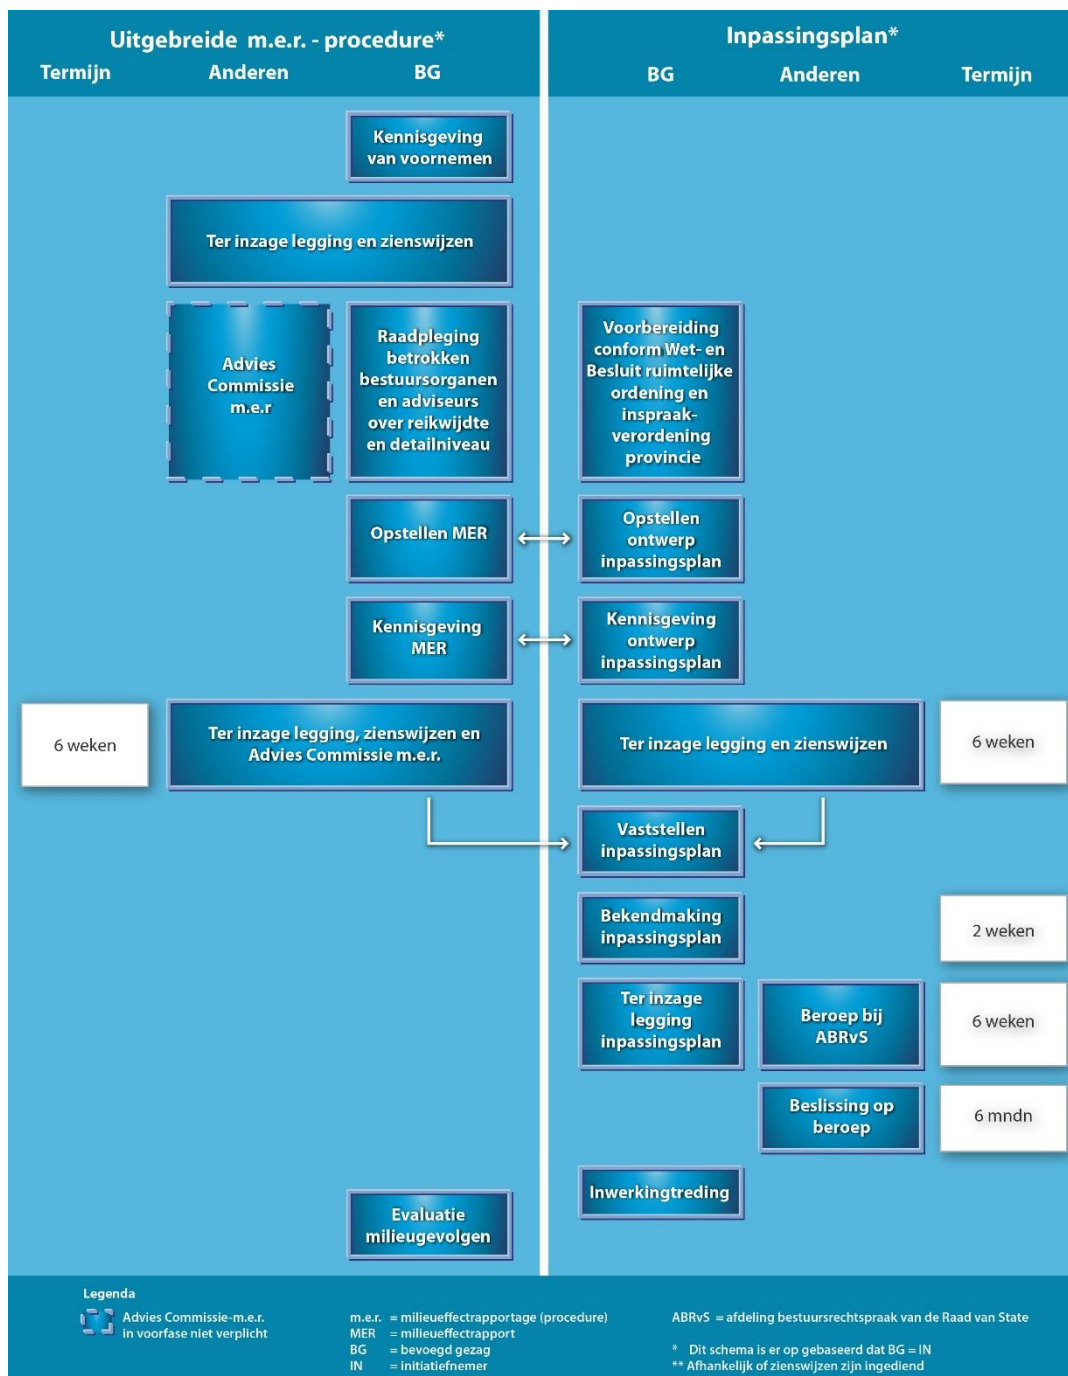 Uitgebreide m.e.r. - procedure*
Inpassingsplan*
Termijn
Anderen
BG
BG
Anderen
Termijn
Kennisgeving
van voornemen
Ter inzage legging en zienswijzen
Advies
Commissie
m.e.r
Raadpleging
betrokken
bestuursorganen
en adviseurs
over reikwijdte
en detailniveau
Voorbereiding
conform Wet- en
Besluit ruimtelijke
ordening en
inspraak-
verordening
provincie
Opstellen MER
Opstellen
ontwerp
inpassingsplan
Kennisgeving
MER
Kennisgeving
ontwerp
inpassingsplan
6 weken
Ter inzage legging, zienswijzen en
Advies Commissie m.e.r.
Ter inzage legging en zienswijzen
6 weken
Vaststellen
inpassingsplan
Bekendmaking
inpassingsplan
2 weken
Ter inzage
legging
inpassingsplan
Beroep bij
ABRvS
6 weken
Beslissing op
beroep
6 mndn
Inwerkingtreding
Evaluatie
milieugevolgen
Legenda
Advies Commissie-m.e.r.
in voorfase niet verplicht
m.e.r. = milieueffectrapportage (procedure)
MER = milieueffectrapport
BG = bevoegd gezag
IN = initiatiefnemer
ABRvS = afdeling bestuursrechtspraak van de Raad van State
* Dit schema is er op gebaseerd dat BG = IN
** Afhankelijk of zienswijzen zijn ingediend